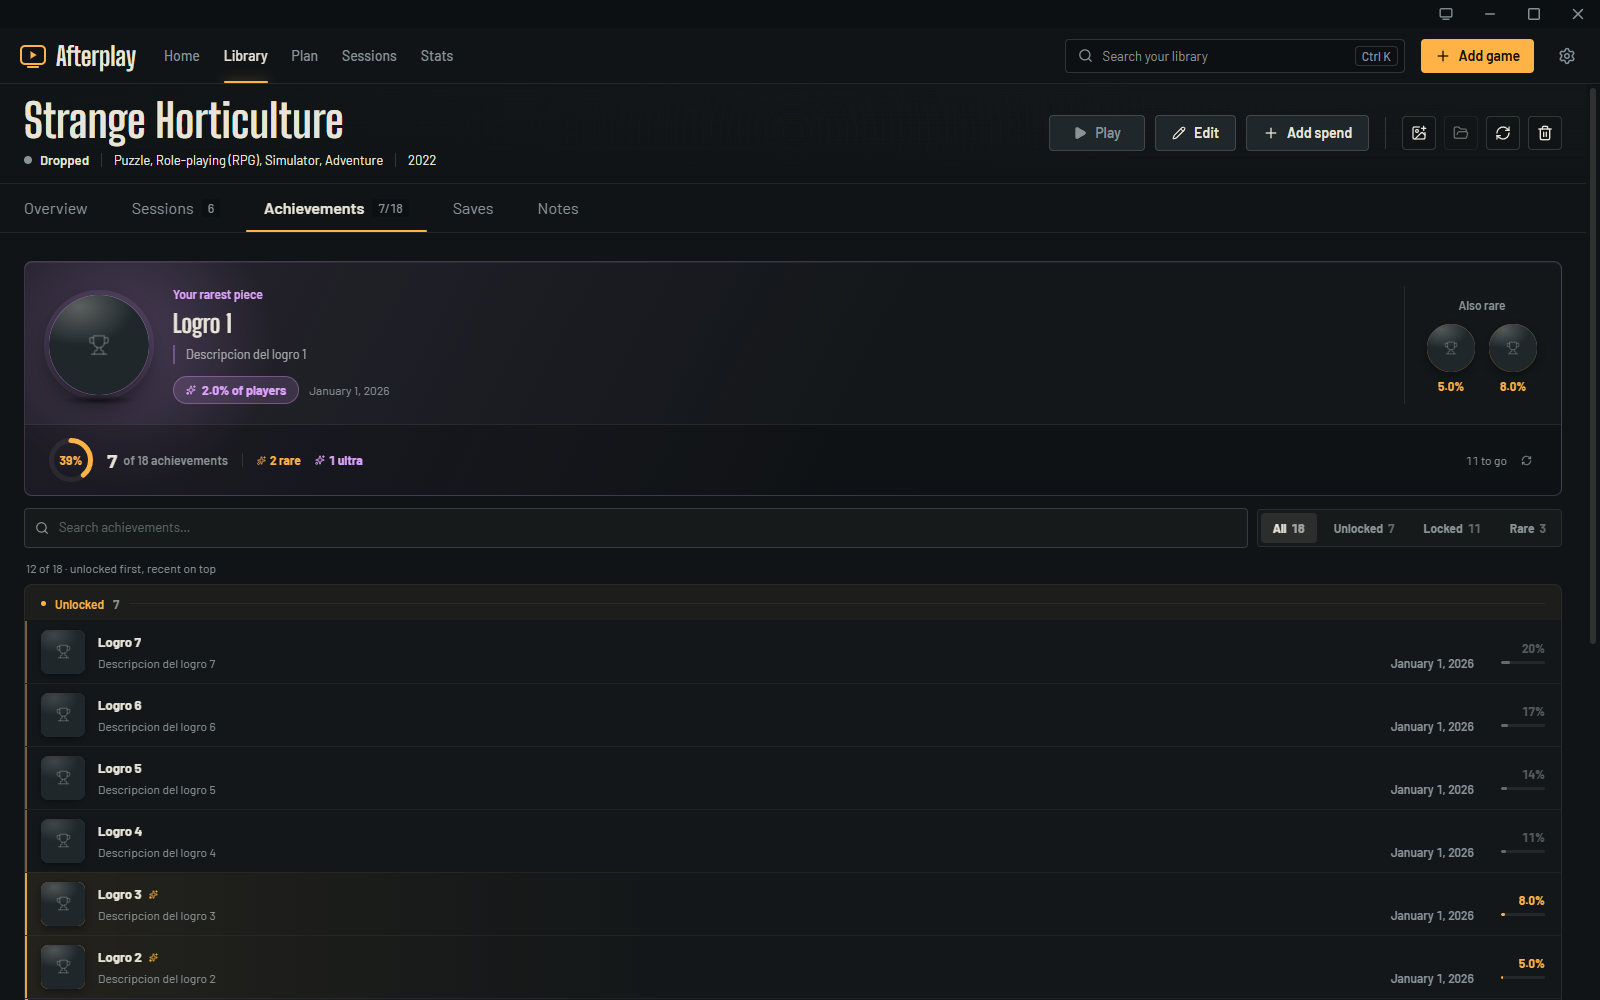 Afterplay
Home Library Plan Sessions Stats
Search your library Ctrl K
Add game
Strange Horticulture
Dropped Puzzle, Role-playing (RPG), Simulator, Adventure 2022
Play Edit Add spend
Overview Sessions 6 Achievements 7/18 Saves Notes
Your rarest piece
Logro 1
Descripcion del logro 1
2.0% of players January 1, 2026
Also rare
5.0% 8.0%
39% 7 of 18 achievements 2 rare 1 ultra 11 to go
Search achievements...
All 18 Unlocked 7 Locked 11 Rare 3
12 of 18 · unlocked first, recent on top
Unlocked 7
Logro 7
Descripcion del logro 7
January 1, 2026 20%
Logro 6
Descripcion del logro 6
January 1, 2026 17%
Logro 5
Descripcion del logro 5
January 1, 2026 14%
Logro 4
Descripcion del logro 4
January 1, 2026 11%
Logro 3
Descripcion del logro 3
January 1, 2026 8.0%
Logro 2
Descripcion del logro 2
January 1, 2026 5.0%